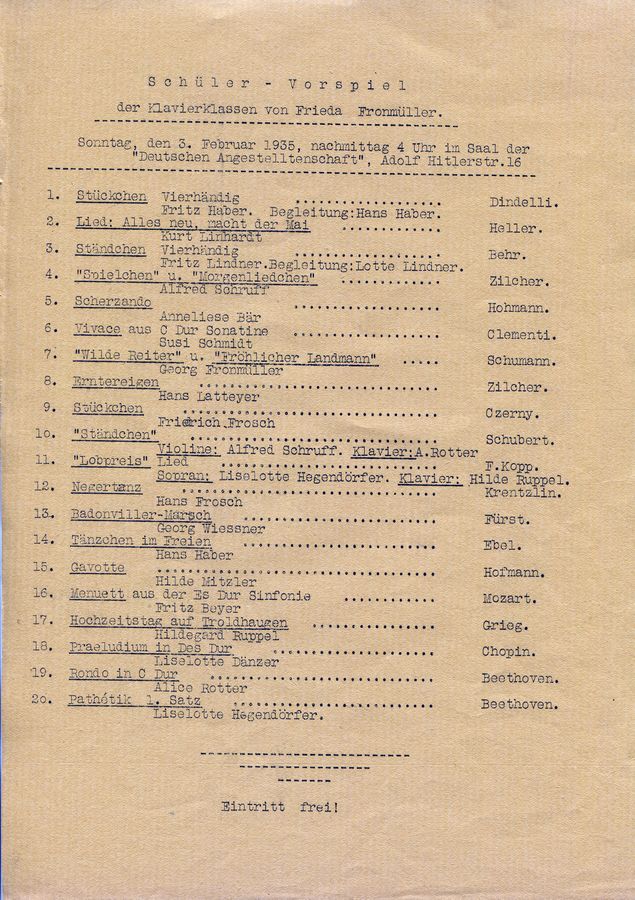 Schüler - Vorspiel
der Klavierklassen von Frieda Fronmüller.
Sonntag, den 3. Februar 1935, nachmittag 4 Uhr im Saal der
"Deutschen Angestelltenschaft", Adolf Hitlerstr.16
1. Stückchen Vierhändig .................... Dindelli.
Fritz Haber. Begleitung:Hans Haber.
2. Lied: Alles neu, macht der Mai .............. Heller.
Kurt Linhardt
3. Ständchen Vierhändig .................... Behr.
Fritz Lindner.Begleitung:Lotte Lindner.
4. "Spielchen" u. "Morgenliedchen" .............. Zilcher.
Alfred Schruff
5. Scherzando .................... Hohmann.
Anneliese Bär
6. Vivace aus C Dur Sonatine .................... Clementi.
Susi Schmidt
7. "Wilde Reiter" u. "Fröhlicher Landmann" ..... Schumann.
Georg Fronmüller
8. Erntereigen ................................. Zilcher.
Hans Latteyer
9. Stückchen ................................. Czerny.
Friedrich Frosch
10. "Ständchen" ................................. Schubert.
Violine: Alfred Schruff. Klavier:A.Rotter
11. "Lobpreis" Lied ............................. F.Kopp.
Sopran: Liselotte Hegendörfer. Klavier: Hilde Ruppel.
12. Negertanz ................................. Krentzlin.
Hans Frosch
13. Badonviller-Marsch ........................... Fürst.
Georg Wiessner
14. Tänzchen im Freien ........................... Ebel.
Hans Haber
15. Gavotte ....................................... Hofmann.
Hilde Mitzler
16. Menuett aus der Es Dur Sinfonie ............. Mozart.
Fritz Beyer
17. Hochzeitstag auf Troldhaugen ................. Grieg.
Hildegard Ruppel
18. Praeludium in Des Dur ....................... Chopin.
Liselotte Dänzer
19. Rondo in C Dur ................................. Beethoven.
Alice Rotter
20. Pathétik 1. Satz ............................. Beethoven.
Liselotte Hegendörfer.
Eintritt frei!